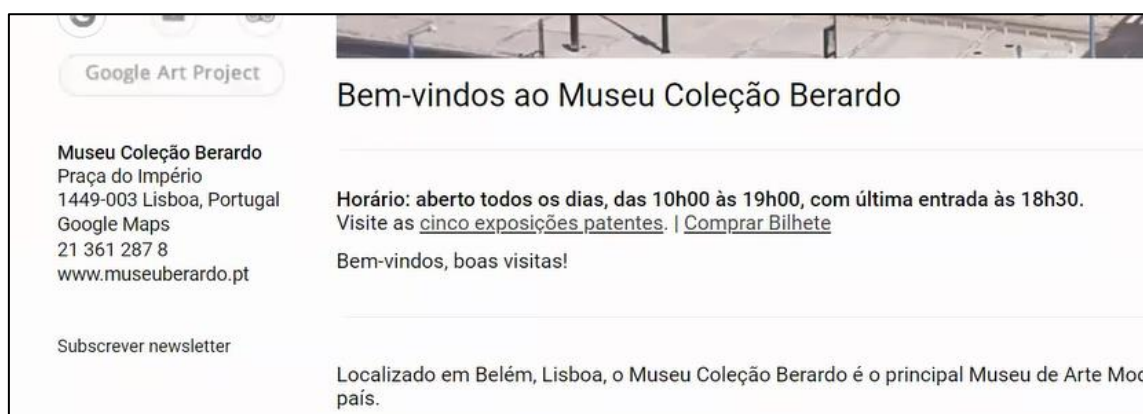 Google Art Project
Bem-vindos ao Museu Coleção Berardo
Museu Coleção Berardo
Praça do Império
1449-003 Lisboa, Portugal
Google Maps
21 361 287 8
www.museuberardo.pt
Subscrever newsletter
Horário: aberto todos os dias, das 10h00 às 19h00, com última entrada às 18h30.
Visite as cinco exposições patentes. | Comprar Bilhete
Bem-vindos, boas visitas!
Localizado em Belém, Lisboa, o Museu Coleção Berardo é o principal Museu de Arte
país.